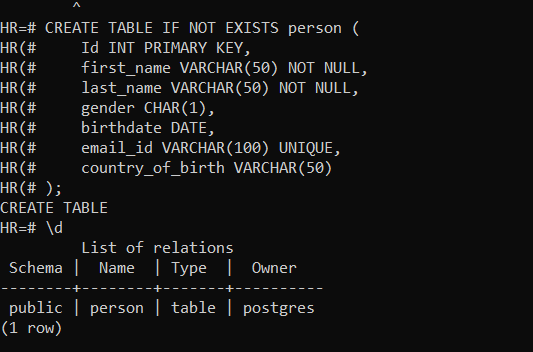 ^
HR=# CREATE TABLE IF NOT EXISTS person (
HR(#     Id INT PRIMARY KEY,
HR(#     first_name VARCHAR(50) NOT NULL,
HR(#     last_name VARCHAR(50) NOT NULL,
HR(#     gender CHAR(1),
HR(#     birthdate DATE,
HR(#     email_id VARCHAR(100) UNIQUE,
HR(#     country_of_birth VARCHAR(50)
HR(# );
CREATE TABLE
HR=# \d
         List of relations
 Schema |  Name  | Type  |  Owner
--------+--------+-------+----------
 public | person | table | postgres
(1 row)